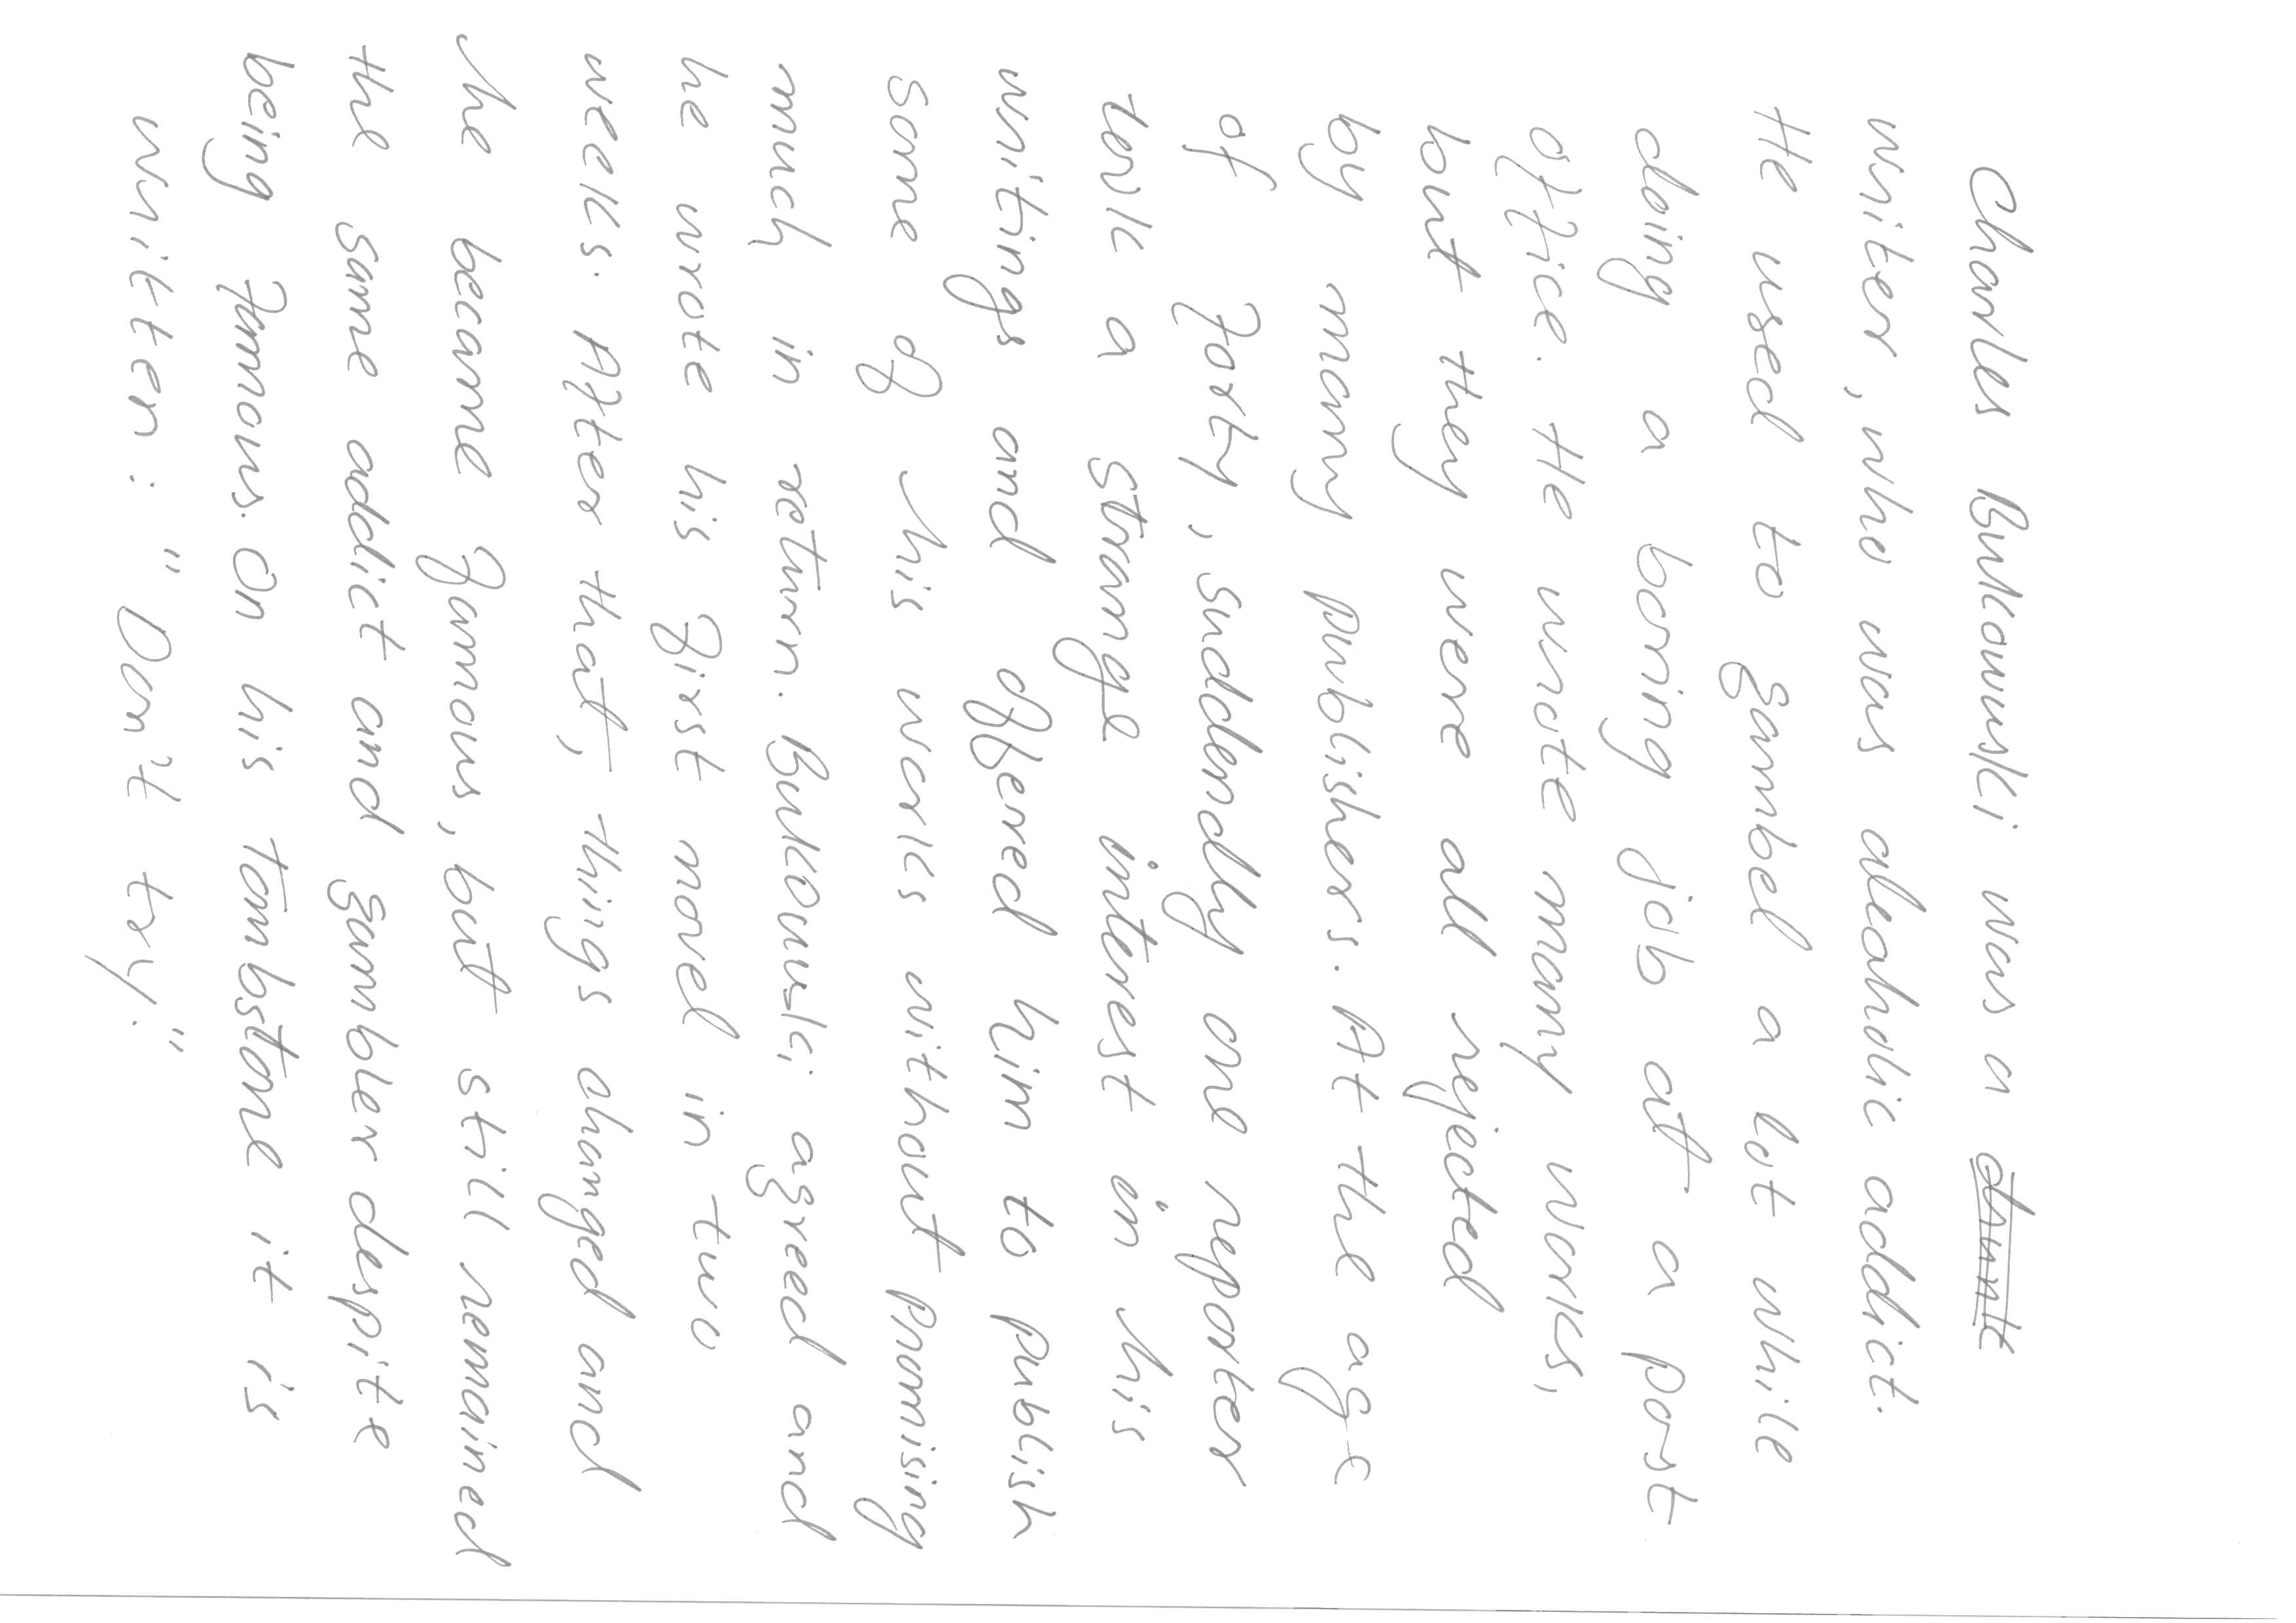 Charles Bukowuski was a drunk
writer, who was alcoholic addict.
He used to gambel a lot while
doing a boring job at a post
office. He wrote many works,
but they were all rejected
by many publishers. At the age
of forty, suddendly one reporter
took a strange interest in his
writings and offered him to publish
some of his works without promising
much in return. Bukowuski agreed and
he wrote his first novel in two
weeks. After that, things changed and
he became famous, but still remained
the same addict and gambler despite
being famous. On his tombstone it is
written: "Don't try."